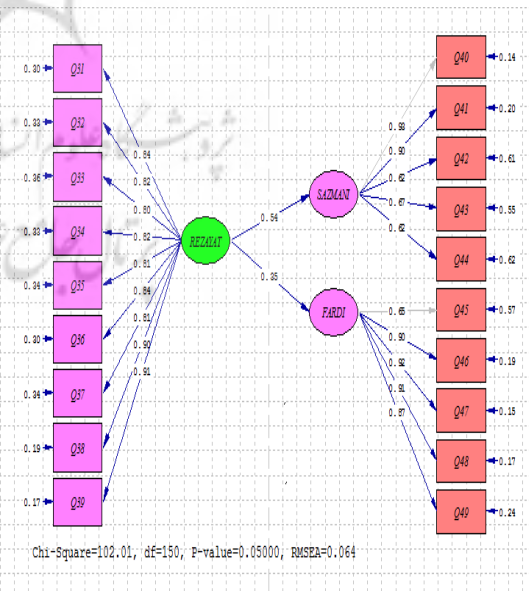 0.30 Q31
0.33 Q32
0.36 Q33
0.33 Q34
0.34 Q35
0.30 Q36
0.34 Q37
0.19 Q38
0.17 Q39
0.84
0.82
0.80
0.82
0.81
0.84
0.81
0.90
0.91
REZAYAT
0.54
0.35
SAZMANI
FARDI
0.93
0.90
0.62
0.67
0.62
0.65
0.90
0.92
0.91
0.87
Q40 0.14
Q41 0.20
Q42 0.61
Q43 0.55
Q44 0.62
Q45 0.57
Q46 0.19
Q47 0.15
Q48 0.17
Q49 0.24
Chi-Square=102.01, df=150, P-value=0.05000, RMSEA=0.064